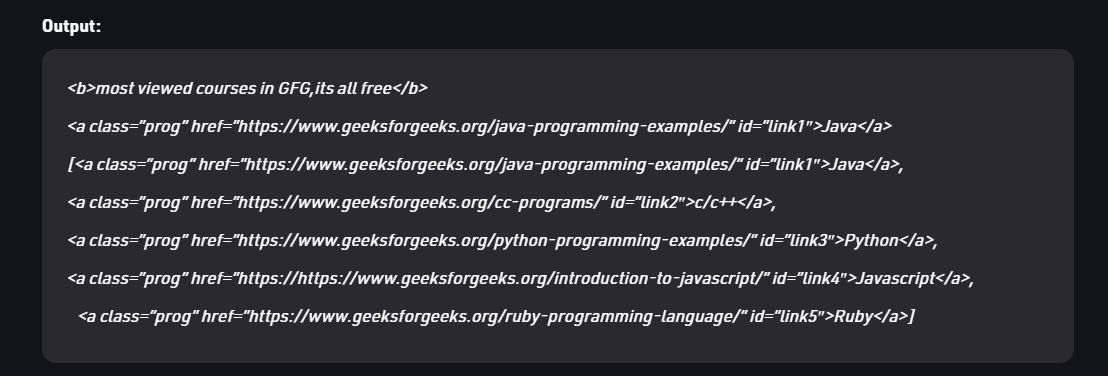 Output:
<b>most viewed courses in GFG,its all free</b>
<a class=”prog” href=”https://www.geeksforgeeks.org/java-programming-examples/” id=”link1″>Java</a>
[<a class=”prog” href=”https://www.geeksforgeeks.org/java-programming-examples/” id=”link1″>Java</a>,
<a class=”prog” href=”https://www.geeksforgeeks.org/cc-programs/” id=”link2″>c/c++</a>,
<a class=”prog” href=”https://www.geeksforgeeks.org/python-programming-examples/” id=”link3″>Python</a>,
<a class=”prog” href=”https://https://www.geeksforgeeks.org/introduction-to-javascript/” id=”link4″>Javascript</a>,
<a class=”prog” href=”https://www.geeksforgeeks.org/ruby-programming-language/” id=”link5″>Ruby</a>]